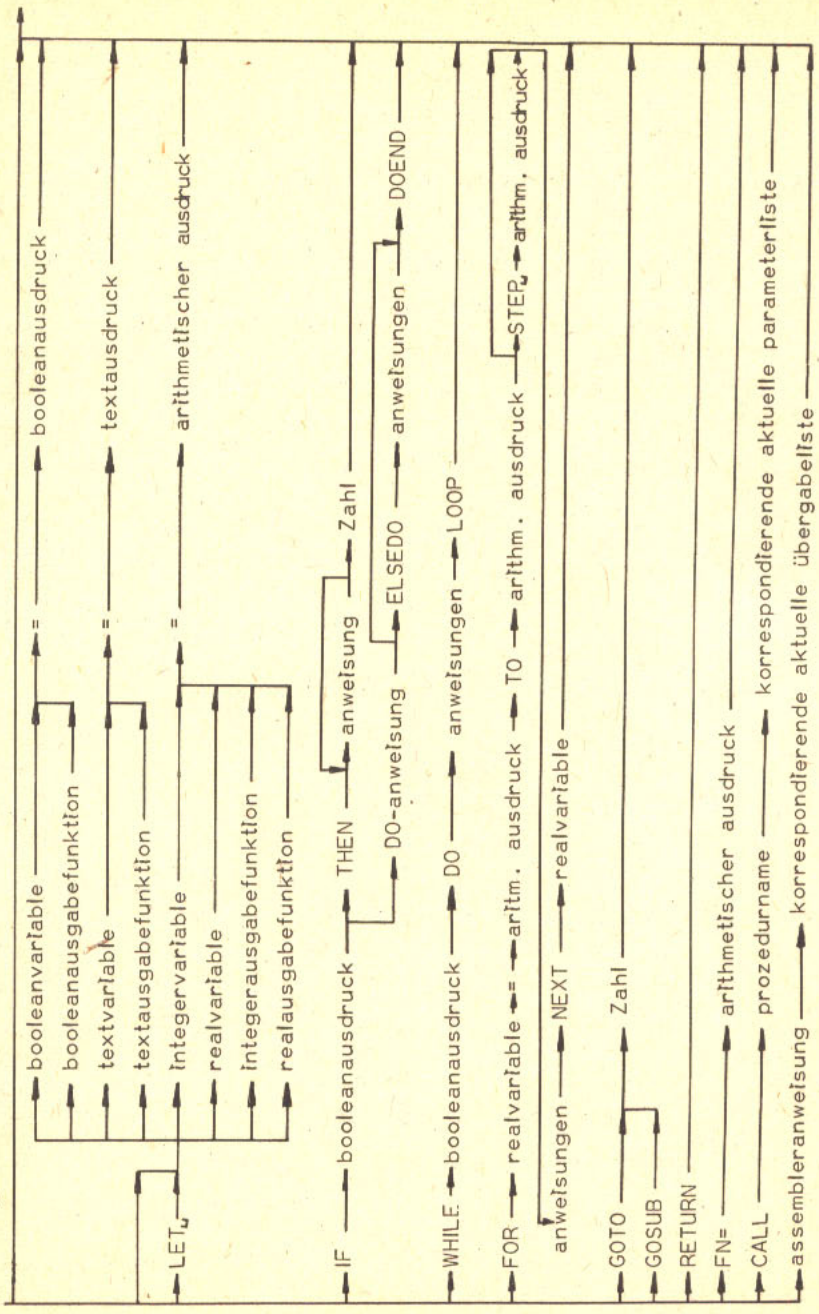 booleanvariable = booleanausdruck
booleanausgabefunktion
textvariable = textausdruck
textausgabefunktion
LET␣ integervariable = arithmetischer ausdruck
realvariable
integerausgabefunktion
realausgabefunktion
IF booleanausdruck THEN anweisung Zahl
DO-anweisung ELSEDO anweisungen DOEND
WHILE booleanausdruck DO anweisungen LOOP
FOR realvariable = aritm. ausdruck TO arithm. ausdruck STEP␣ arithm. ausdruck
anweisungen NEXT realvariable
GOTO Zahl
GOSUB
RETURN
FN= arithmetischer ausdruck
CALL prozedurname korrespondierende aktuelle parameterliste
assembleranweisung korrespondierende aktuelle übergabeliste